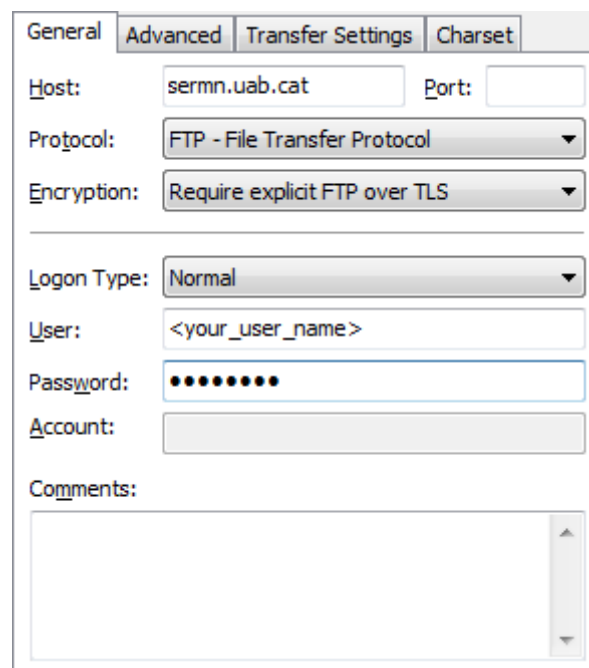 General Advanced Transfer Settings Charset
Host: sermn.uab.cat Port:
Protocol: FTP - File Transfer Protocol
Encryption: Require explicit FTP over TLS
Logon Type: Normal
User: <your_user_name>
Password: ●●●●●●●●
Account:
Comments: